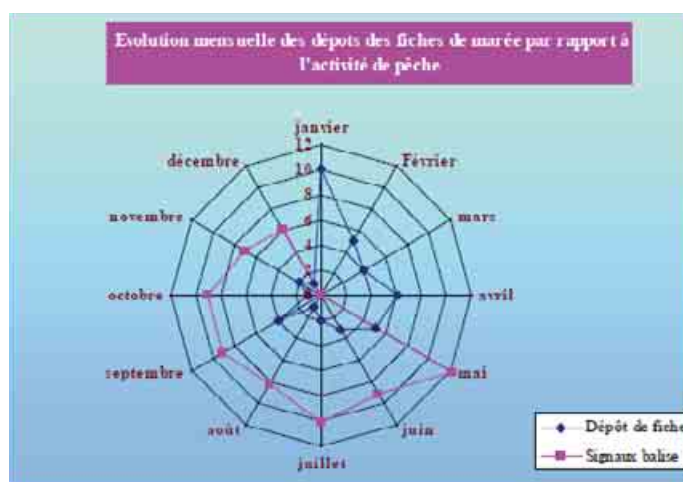 Evolution mensuelle des dépots des fiches de marée par rapport à
l'activité de pêche
janvier
12
10
8
6
4
2
0
Février
mars
avril
mai
juin
juillet
août
septembre
octobre
novembre
décembre
Dépôt de fiche
Signaux balise